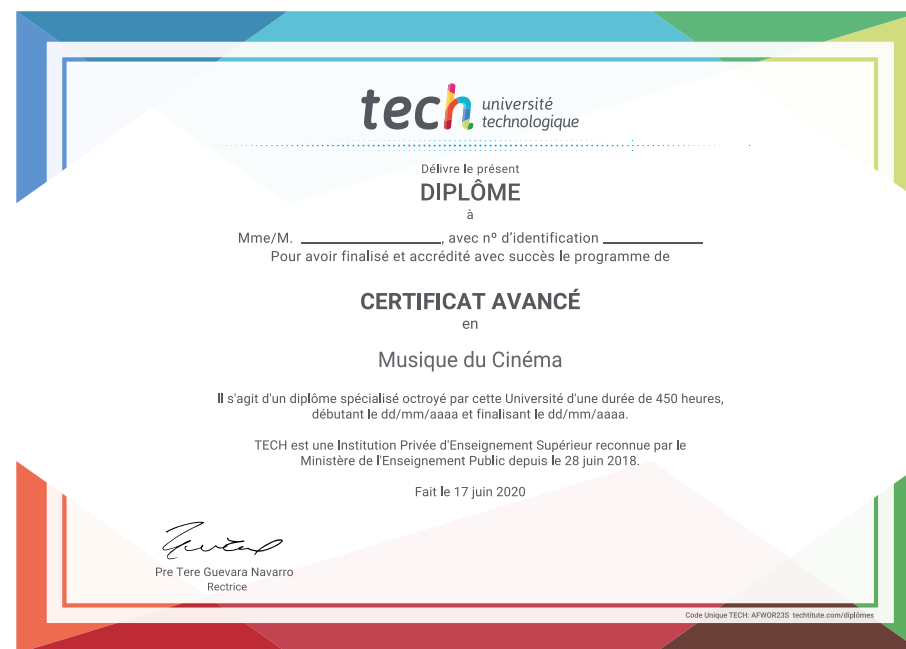 tech université
technologique
Délivre le présent
DIPLÔME
à
Mme/M. ____________________, avec nº d'identification ______________
Pour avoir finalisé et accrédité avec succès le programme de
CERTIFICAT AVANCÉ
en
Musique du Cinéma
Il s'agit d'un diplôme spécialisé octroyé par cette Université d'une durée de 450 heures,
débutant le dd/mm/aaaa et finalisant le dd/mm/aaaa.
TECH est une Institution Privée d'Enseignement Supérieur reconnue par le
Ministère de l'Enseignement Public depuis le 28 juin 2018.
Fait le 17 juin 2020
Pre Tere Guevara Navarro
Rectrice
Code Unique TECH: AFWOR23S techtitute.com/diplômes